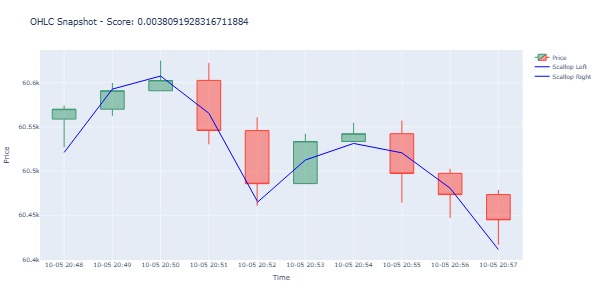 OHLC Snapshot - Score: 0.0038091928316711884
Price
Scallop Left
Scallop Right
60.6k
60.55k
60.5k
60.45k
60.4k
Price
10-05 20:48
10-05 20:49
10-05 20:50
10-05 20:51
10-05 20:52
10-05 20:53
10-05 20:54
10-05 20:55
10-05 20:56
10-05 20:57
Time